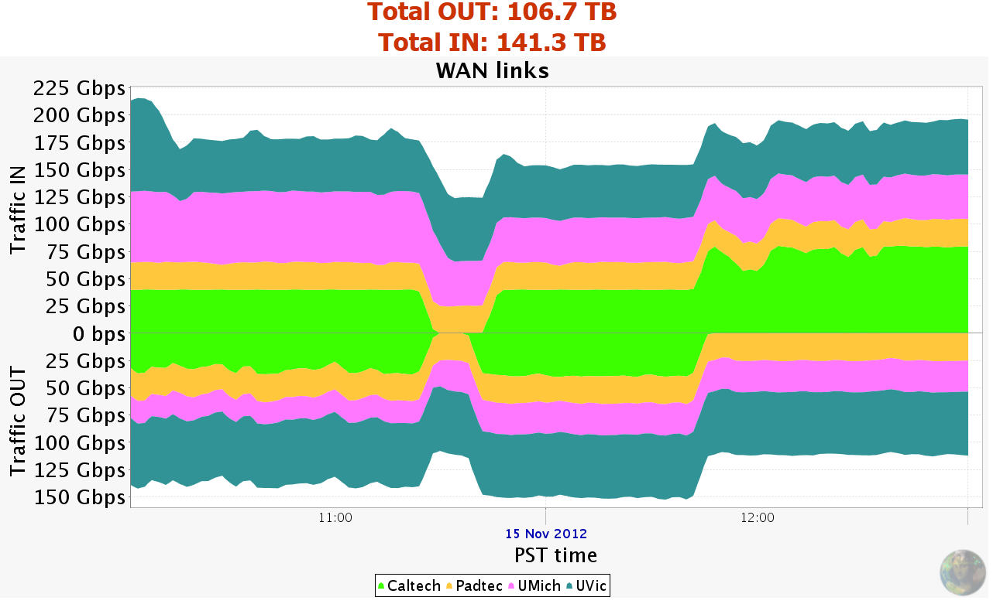 Total OUT: 106.7 TB
Total IN: 141.3 TB
WAN links
225 Gbps
200 Gbps
175 Gbps
150 Gbps
125 Gbps
100 Gbps
75 Gbps
50 Gbps
25 Gbps
0 bps
25 Gbps
50 Gbps
75 Gbps
100 Gbps
125 Gbps
150 Gbps
Traffic IN
Traffic OUT
11:00
12:00
15 Nov 2012
PST time
Caltech Padtec UMich UVic